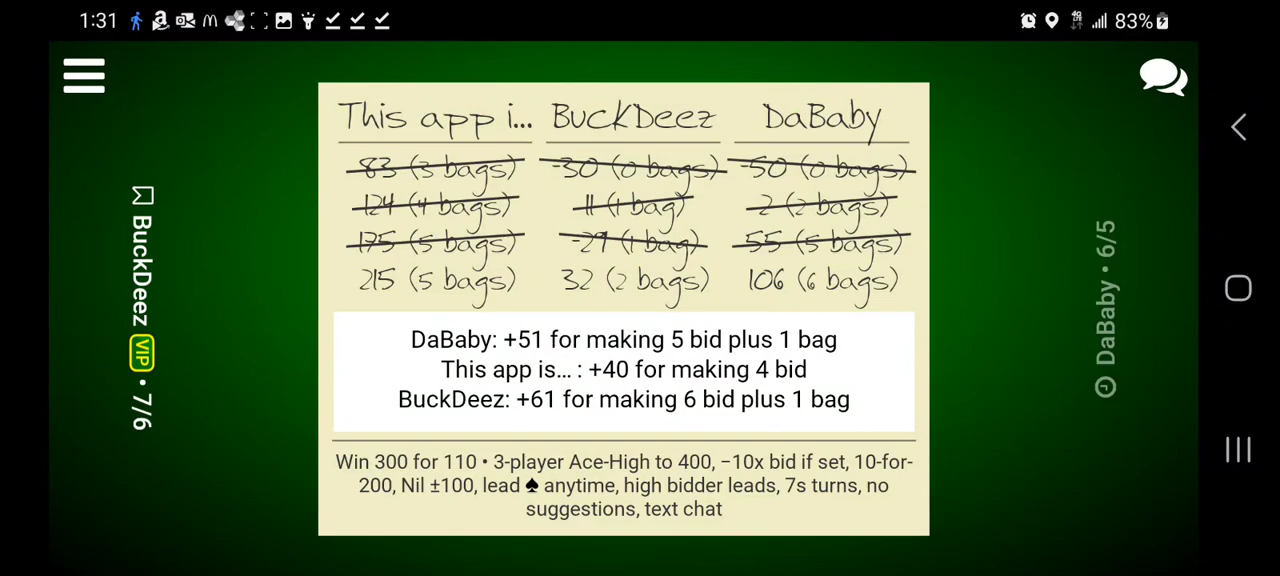 1:31
83%
This app i... BuckDeez DaBaby
83 (3 bags) -30 (0 bags) -50 (0 bags)
124 (4 bags) 11 (1 bag) 2 (2 bags)
175 (5 bags) -29 (1 bag) 55 (5 bags)
215 (5 bags) 32 (2 bags) 106 (6 bags)
DaBaby: +51 for making 5 bid plus 1 bag
This app is... : +40 for making 4 bid
BuckDeez: +61 for making 6 bid plus 1 bag
Win 300 for 110 • 3-player Ace-High to 400, −10x bid if set, 10-for-
200, Nil ±100, lead ♠ anytime, high bidder leads, 7s turns, no
suggestions, text chat
BuckDeez VIP • 7/6
DaBaby • 6/5